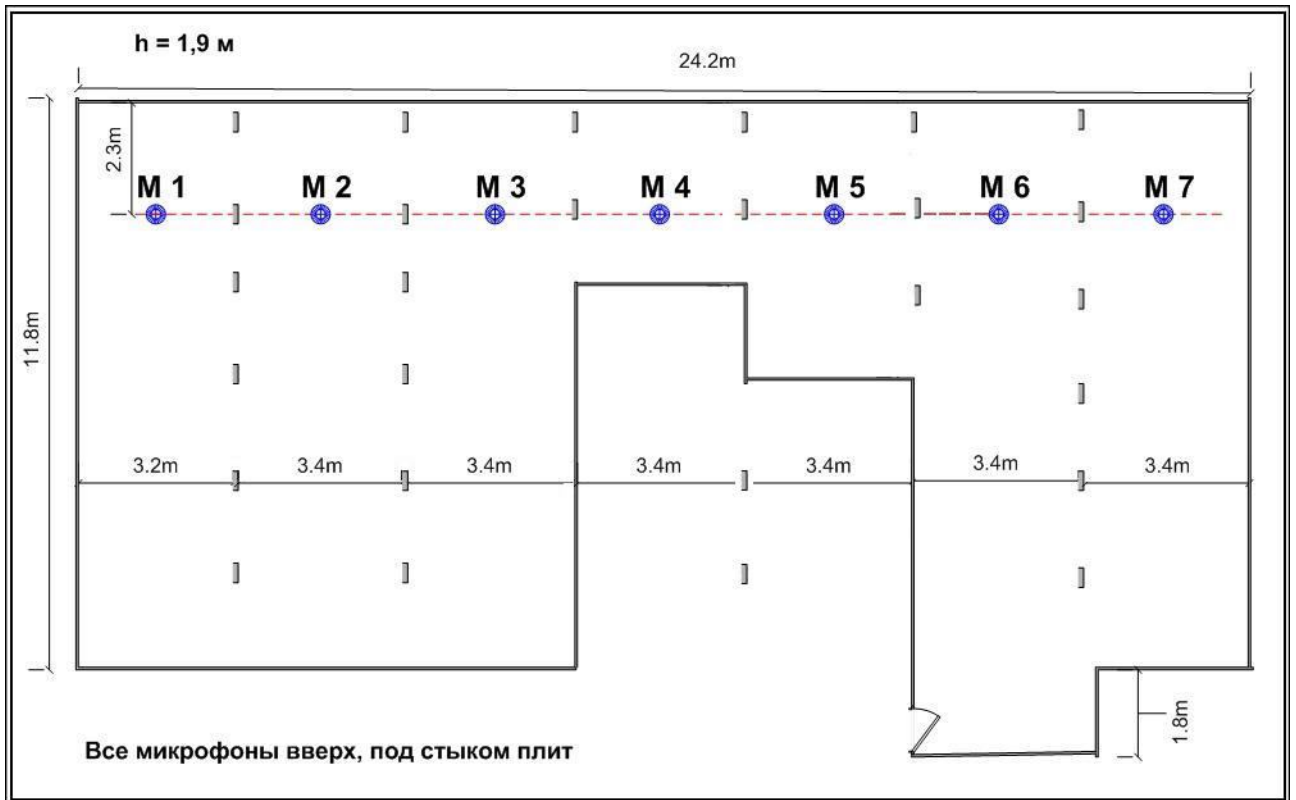 h = 1,9 м
24.2m
2.3m
М 1 М 2 М 3 М 4 М 5 М 6 М 7
11.8m
3.2m 3.4m 3.4m 3.4m 3.4m 3.4m 3.4m
1.8m
Все микрофоны вверх, под стыком плит